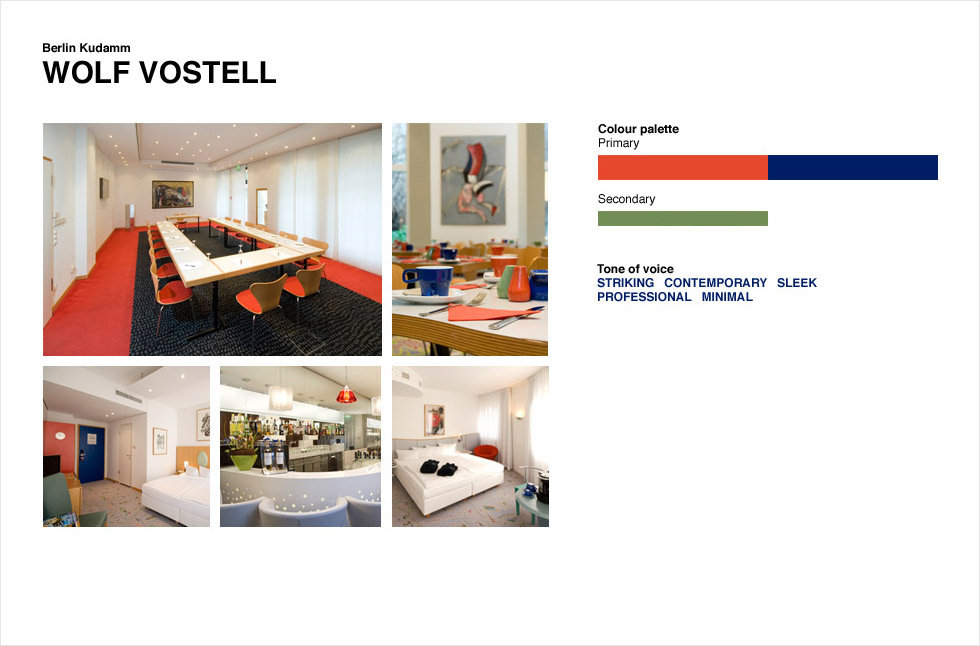 Berlin Kudamm
WOLF VOSTELL
Colour palette
Primary
Secondary
Tone of voice
STRIKING CONTEMPORARY SLEEK
PROFESSIONAL MINIMAL